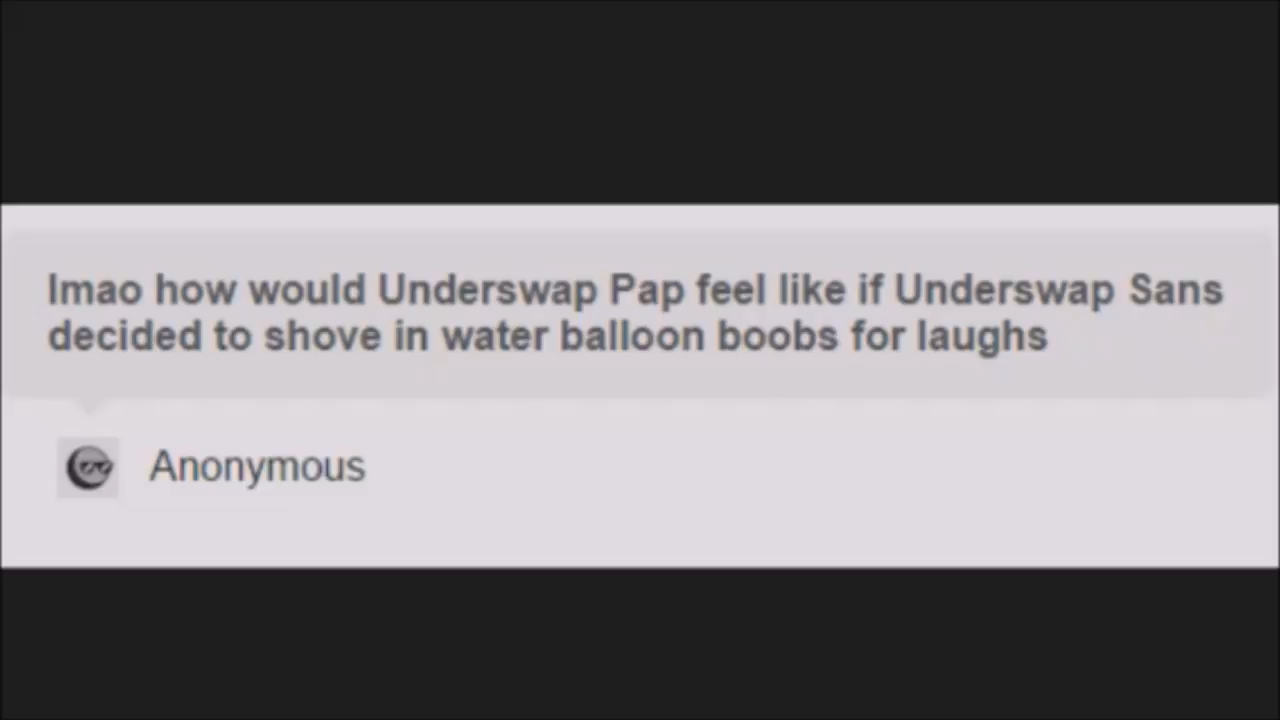 lmao how would Underswap Pap feel like if Underswap Sans
decided to shove in water balloon boobs for laughs
Anonymous